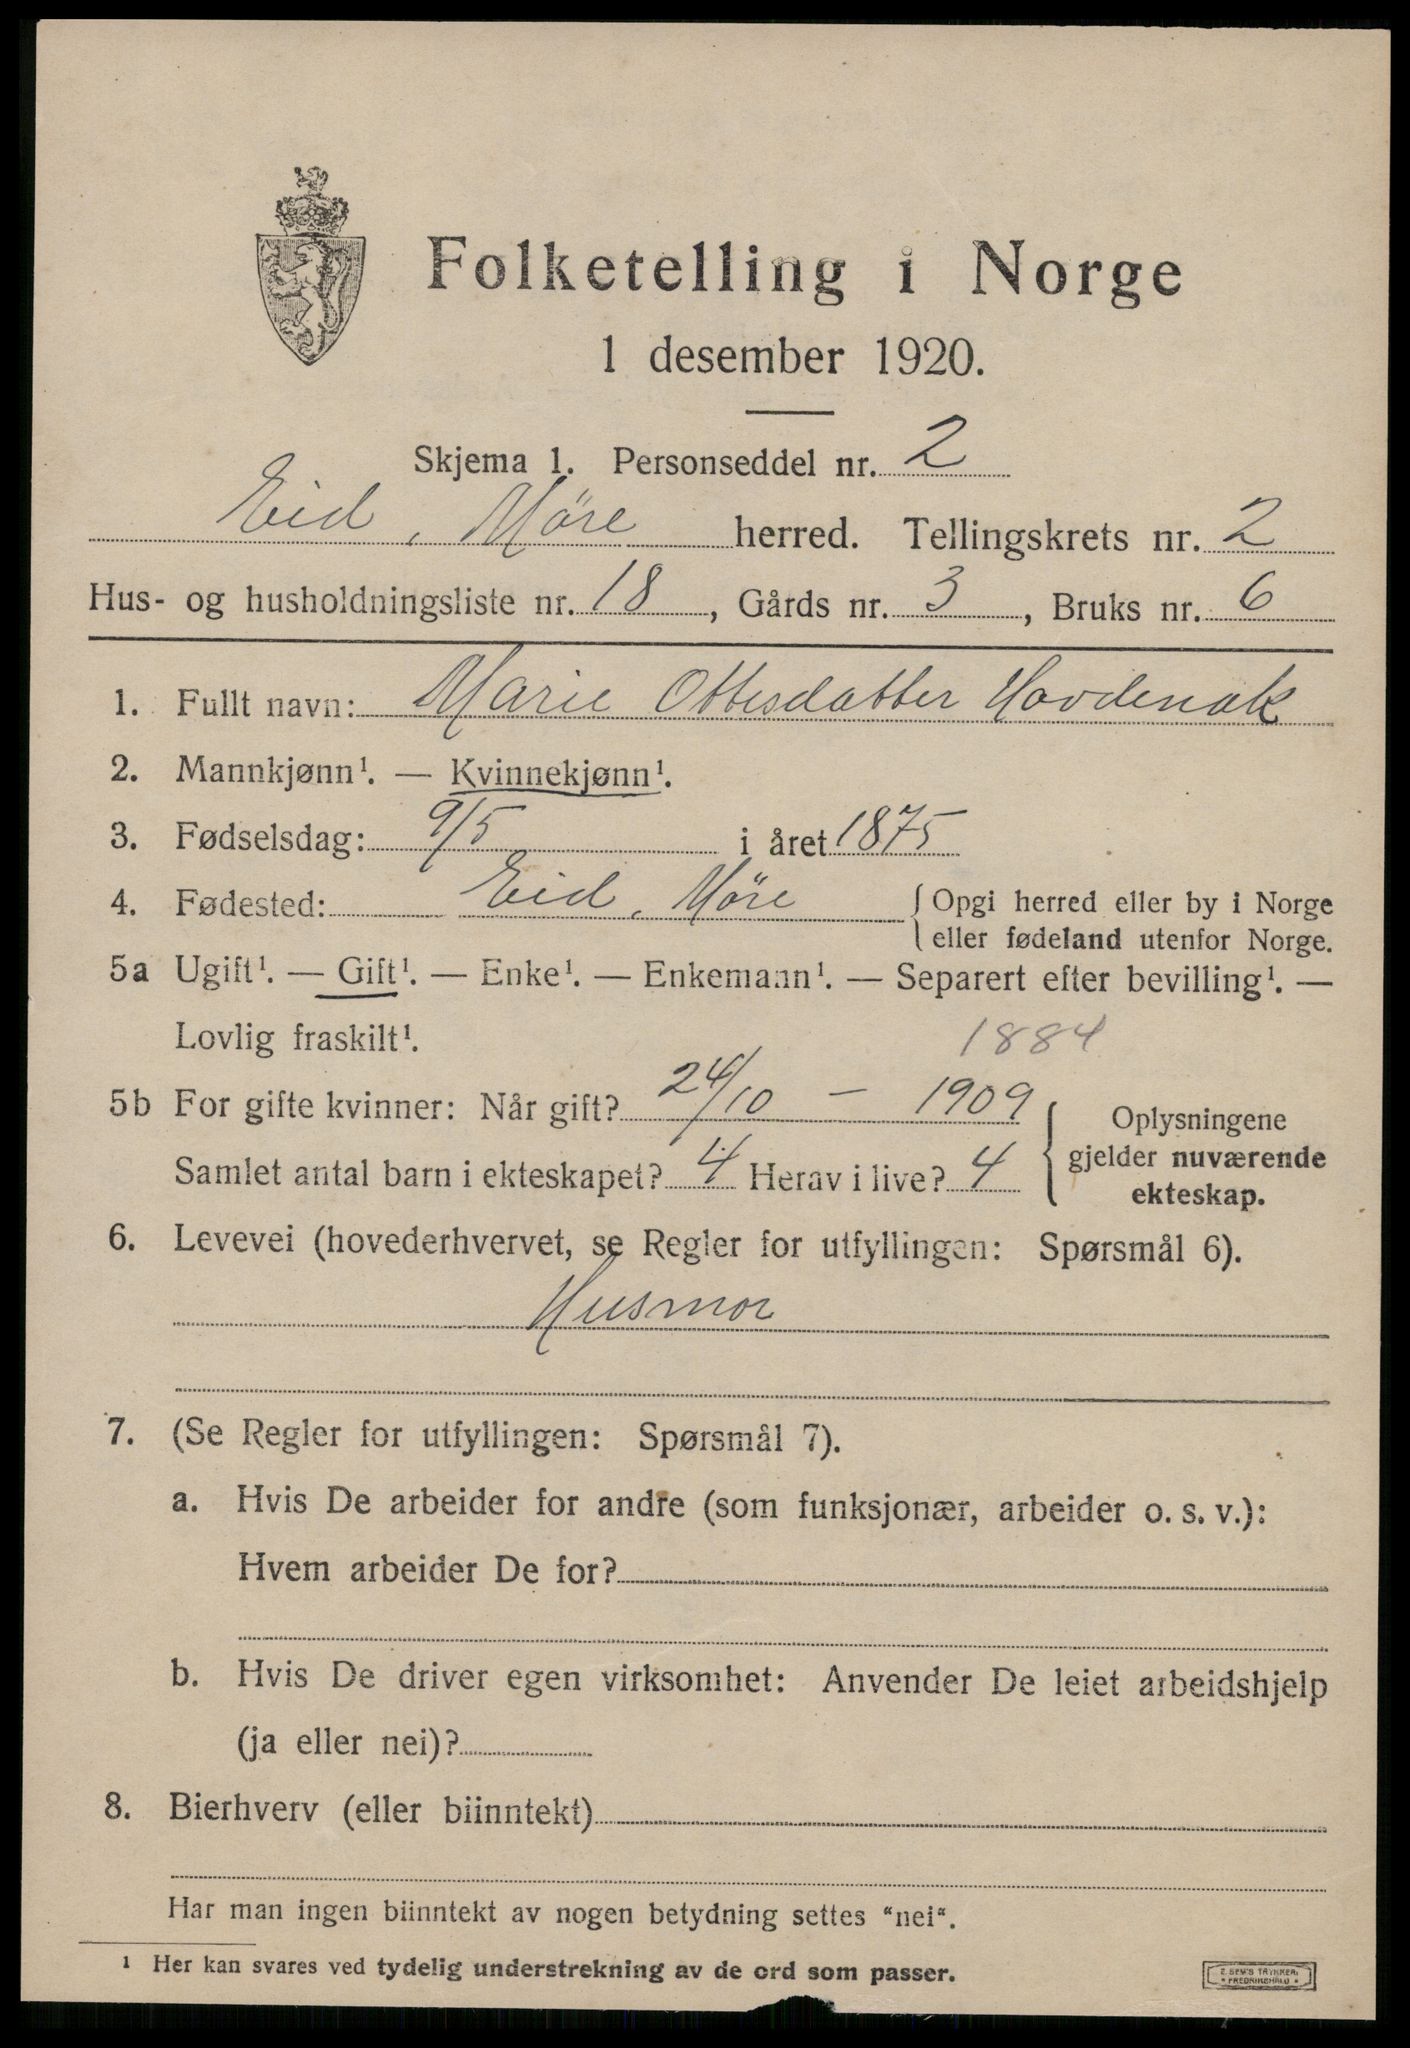 Folketelling i Norge
1 desember 1920.
Skjema 1. Personseddel nr. 2
Eid, Möre herred. Tellingskrets nr. 2
Hus- og husholdningsliste nr. 18, Gårds nr. 3, Bruks nr. 6
1. Fullt navn: Marie Ottesdatter Hovdenak
2. Mannkjønn¹. — Kvinnekjønn¹.
3. Fødselsdag: 9/5 i året 1875
4. Fødested: Eid, Möre { Opgi herred eller by i Norge
eller fødeland utenfor Norge.
5a Ugift¹. — Gift¹. — Enke¹. — Enkemann¹. — Separert efter bevilling¹. —
Lovlig fraskilt¹.
1884
5b For gifte kvinner: Når gift? 24/10 – 1909
Samlet antal barn i ekteskapet? 4 Herav i live? 4
Oplysningene
gjelder nuværende
ekteskap.
6. Levevei (hovederhvervet, se Regler for utfyllingen: Spørsmål 6).
Husmor
7. (Se Regler for utfyllingen: Spørsmål 7).
a. Hvis De arbeider for andre (som funksjonær, arbeider o. s. v.):
Hvem arbeider De for?
b. Hvis De driver egen virksomhet: Anvender De leiet arbeidshjelp
(ja eller nei)?
8. Bierhverv (eller biinntekt)
Har man ingen biinntekt av nogen betydning settes “nei“.
¹ Her kan svares ved tydelig understrekning av de ord som passer.
E. SEM'S TRYKKERI
• FREDRIKSHALD •